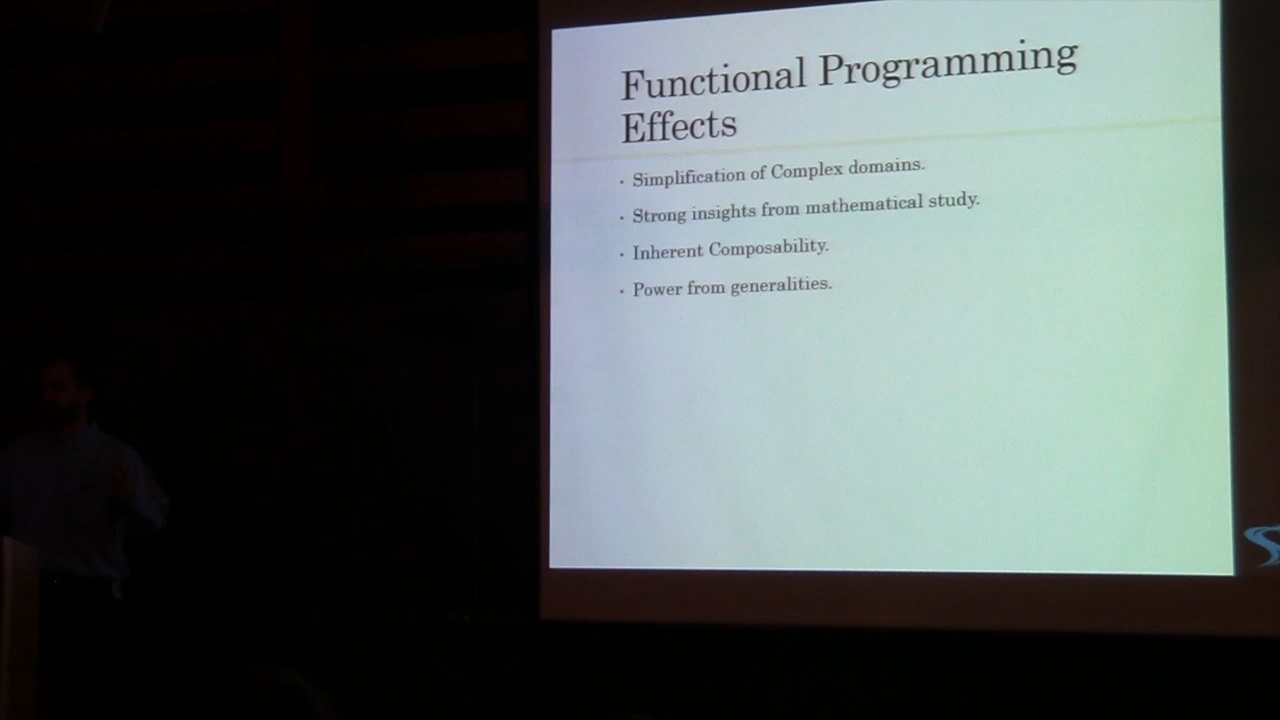 Functional Programming
Effects
· Simplification of Complex domains.
· Strong insights from mathematical study.
· Inherent Composability.
· Power from generalities.